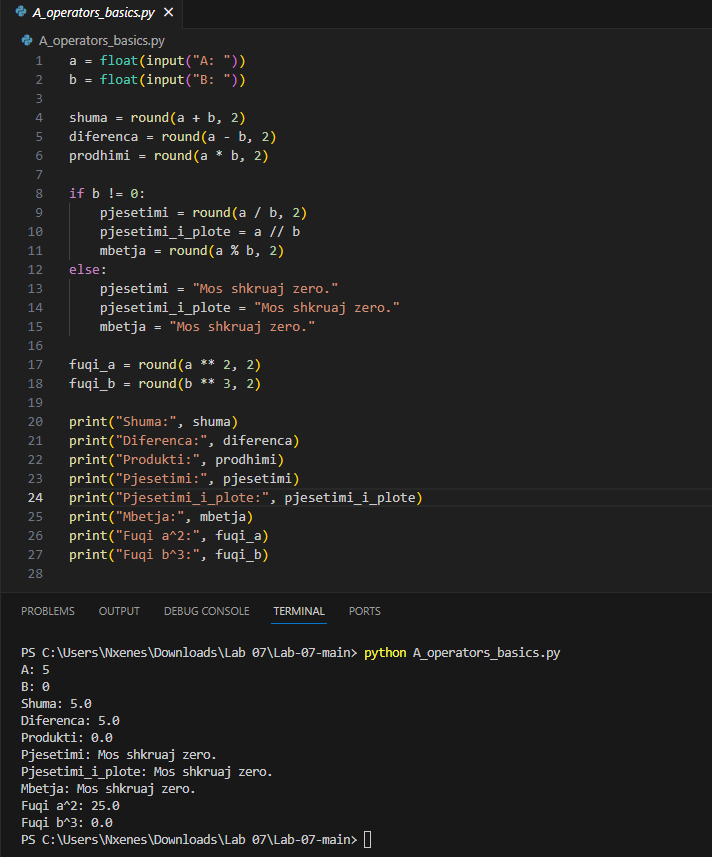 A_operators_basics.py ×
A_operators_basics.py
1 a = float(input("A: "))
2 b = float(input("B: "))
3
4 shuma = round(a + b, 2)
5 diferenca = round(a - b, 2)
6 prodhimi = round(a * b, 2)
7
8 if b != 0:
9     pjesetimi = round(a / b, 2)
10     pjesetimi_i_plote = a // b
11     mbetja = round(a % b, 2)
12 else:
13     pjesetimi = "Mos shkruaj zero."
14     pjesetimi_i_plote = "Mos shkruaj zero."
15     mbetja = "Mos shkruaj zero."
16
17 fuqi_a = round(a ** 2, 2)
18 fuqi_b = round(b ** 3, 2)
19
20 print("Shuma:", shuma)
21 print("Diferenca:", diferenca)
22 print("Produkti:", prodhimi)
23 print("Pjesetimi:", pjesetimi)
24 print("Pjesetimi_i_plote:", pjesetimi_i_plote)
25 print("Mbetja:", mbetja)
26 print("Fuqi a^2:", fuqi_a)
27 print("Fuqi b^3:", fuqi_b)
28
PROBLEMS OUTPUT DEBUG CONSOLE TERMINAL PORTS
PS C:\Users\Nxenes\Downloads\Lab 07\Lab-07-main> python A_operators_basics.py
A: 5
B: 0
Shuma: 5.0
Diferenca: 5.0
Produkti: 0.0
Pjesetimi: Mos shkruaj zero.
Pjesetimi_i_plote: Mos shkruaj zero.
Mbetja: Mos shkruaj zero.
Fuqi a^2: 25.0
Fuqi b^3: 0.0
PS C:\Users\Nxenes\Downloads\Lab 07\Lab-07-main>